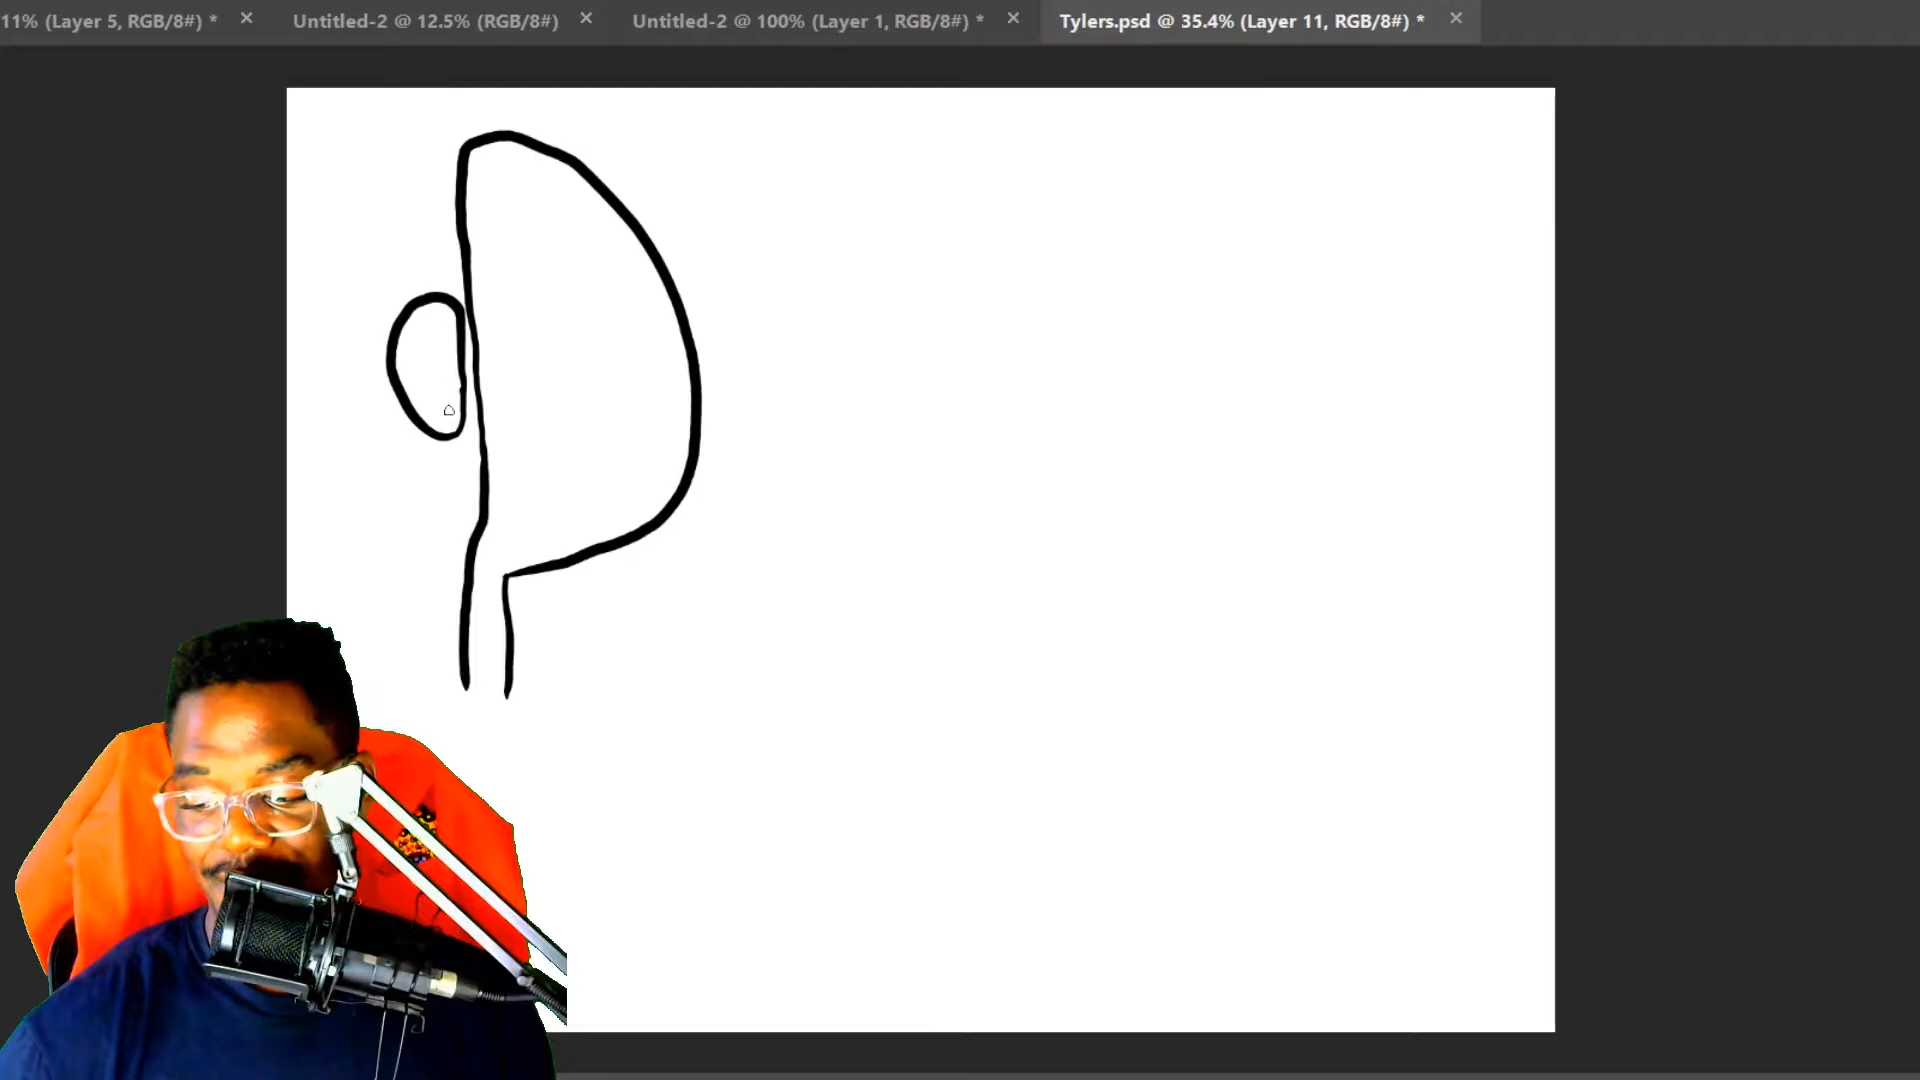 11% (Layer 5, RGB/8#) *
Untitled-2 @ 12.5% (RGB/8#)
Untitled-2 @ 100% (Layer 1, RGB/8#) *
Tylers.psd @ 35.4% (Layer 11, RGB/8#) *